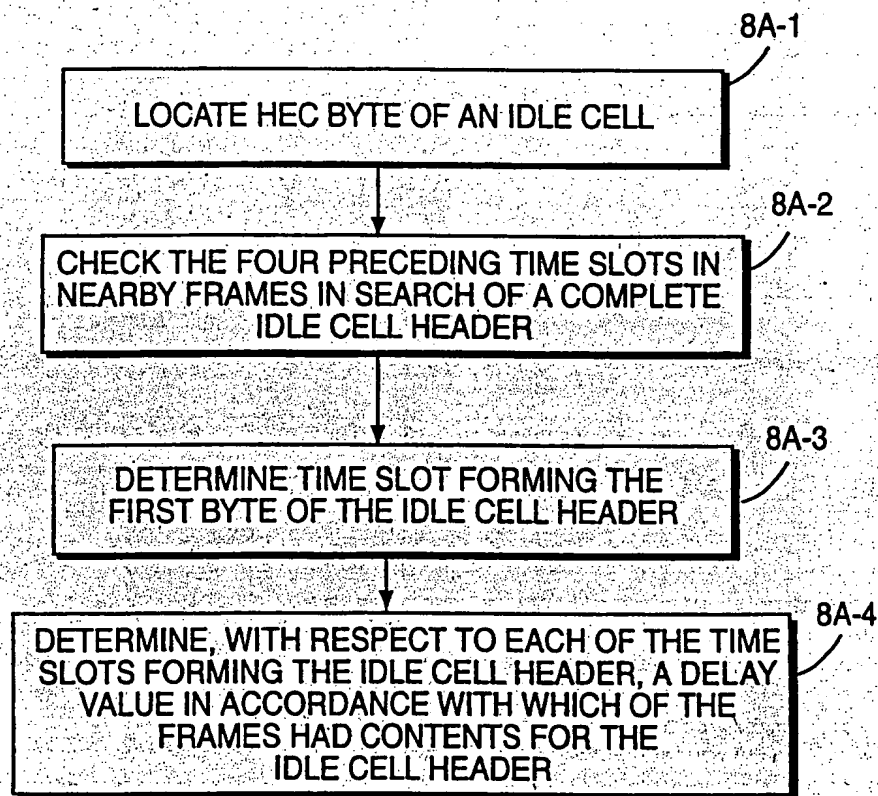 8A-1
LOCATE HEC BYTE OF AN IDLE CELL
8A-2
CHECK THE FOUR PRECEDING TIME SLOTS IN
NEARBY FRAMES IN SEARCH OF A COMPLETE
IDLE CELL HEADER
8A-3
DETERMINE TIME SLOT FORMING THE
FIRST BYTE OF THE IDLE CELL HEADER
8A-4
DETERMINE, WITH RESPECT TO EACH OF THE TIME
SLOTS FORMING THE IDLE CELL HEADER, A DELAY
VALUE IN ACCORDANCE WITH WHICH OF THE
FRAMES HAD CONTENTS FOR THE
IDLE CELL HEADER